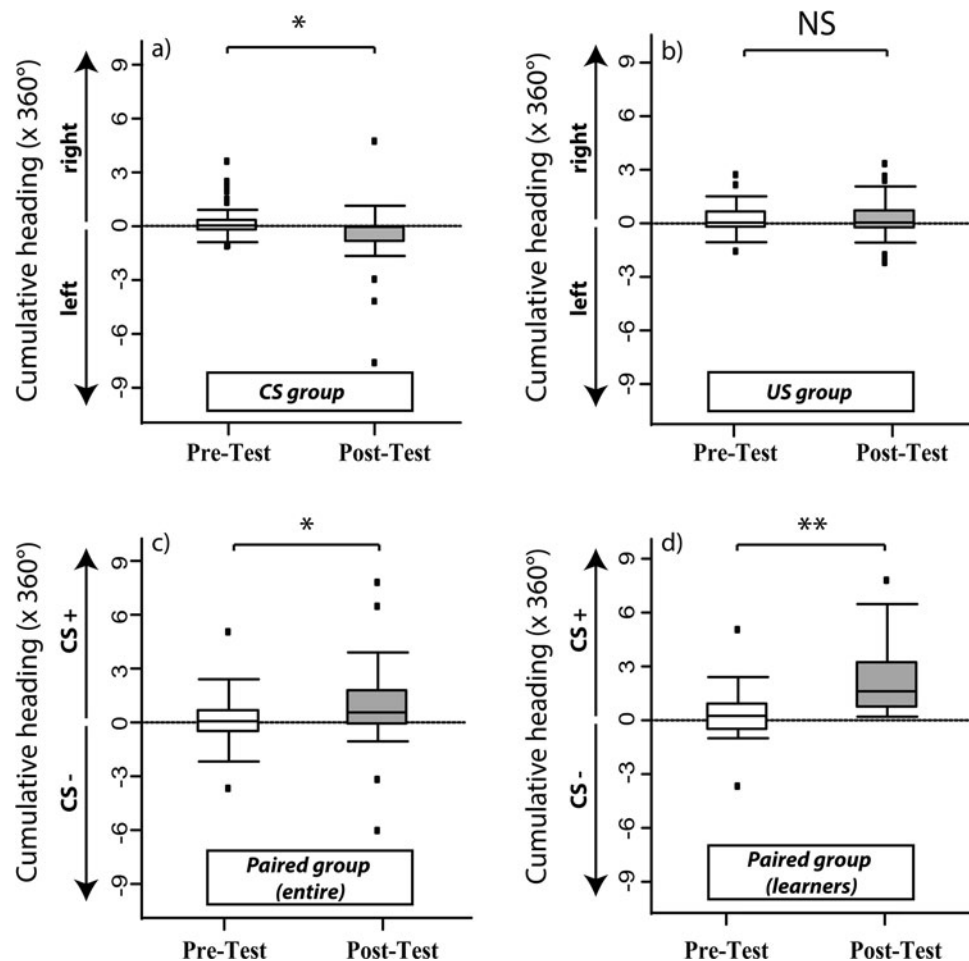 a)
*
Cumulative heading (x 360°)
right
left
9
6
3
0
-3
-6
-9
CS group
Pre-Test
Post-Test
b)
NS
Cumulative heading (x 360°)
right
left
9
6
3
0
-3
-6
-9
US group
Pre-Test
Post-Test
c)
*
Cumulative heading (x 360°)
CS +
CS -
9
6
3
0
-3
-6
-9
Paired group
(entire)
Pre-Test
Post-Test
d)
**
Cumulative heading (x 360°)
CS +
CS -
9
6
3
0
-3
-6
-9
Paired group
(learners)
Pre-Test
Post-Test